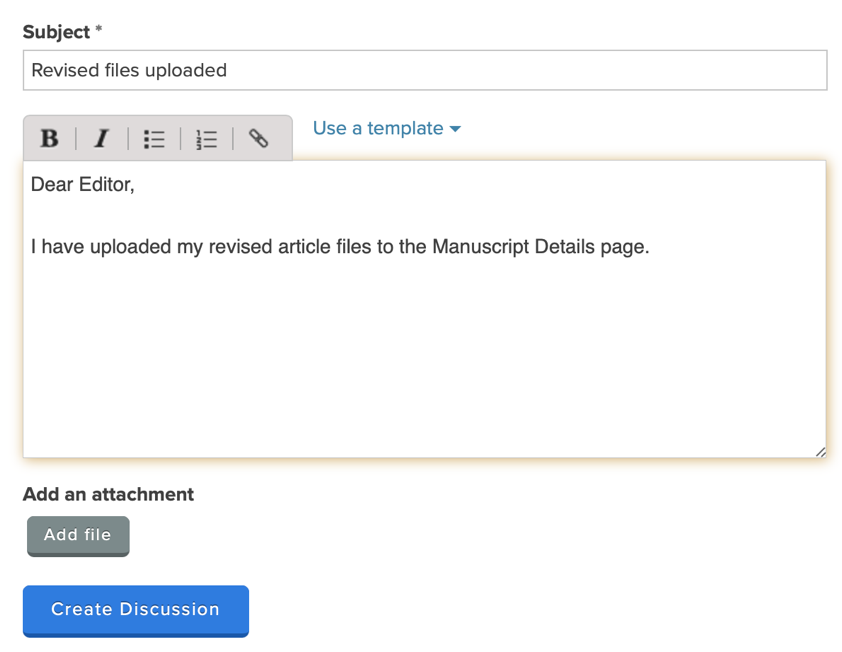 Subject *
Revised files uploaded
B I Use a template
Dear Editor,
I have uploaded my revised article files to the Manuscript Details page.
Add an attachment
Add file
Create Discussion